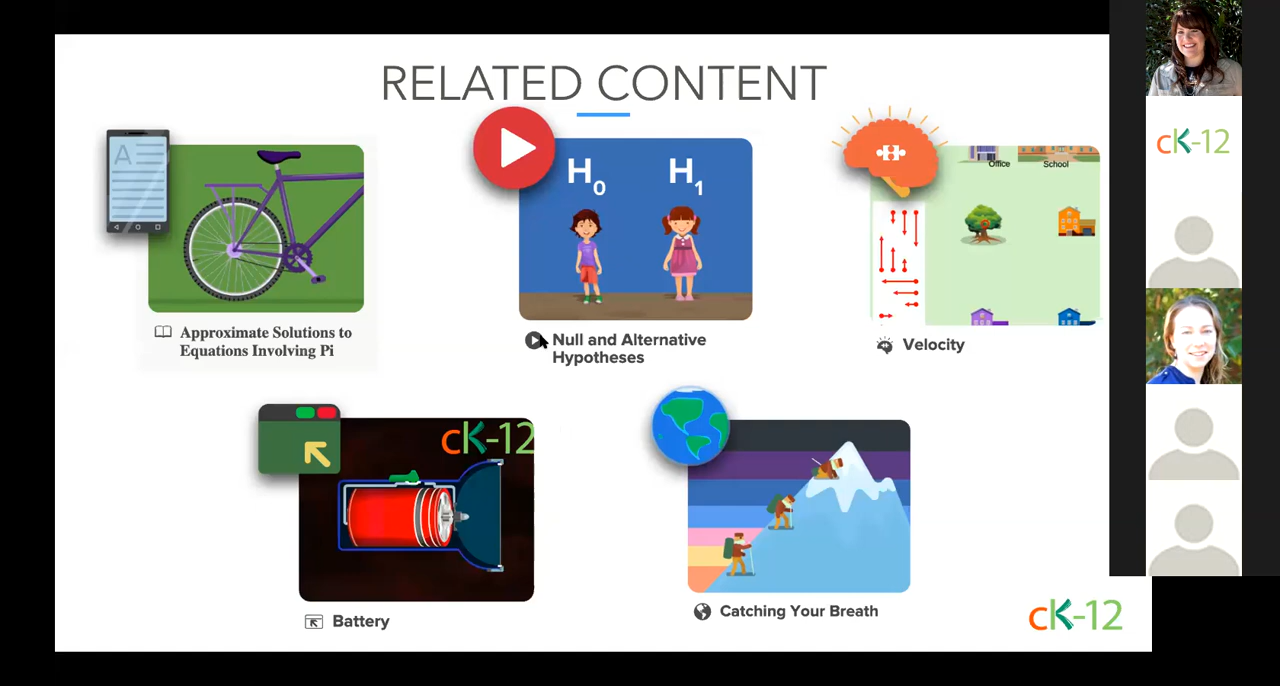 RELATED CONTENT
A
H0
H1
Office
School
Approximate Solutions to
Equations Involving Pi
Null and Alternative
Hypotheses
Velocity
cK-12
Battery
Catching Your Breath
cK-12
cK-12